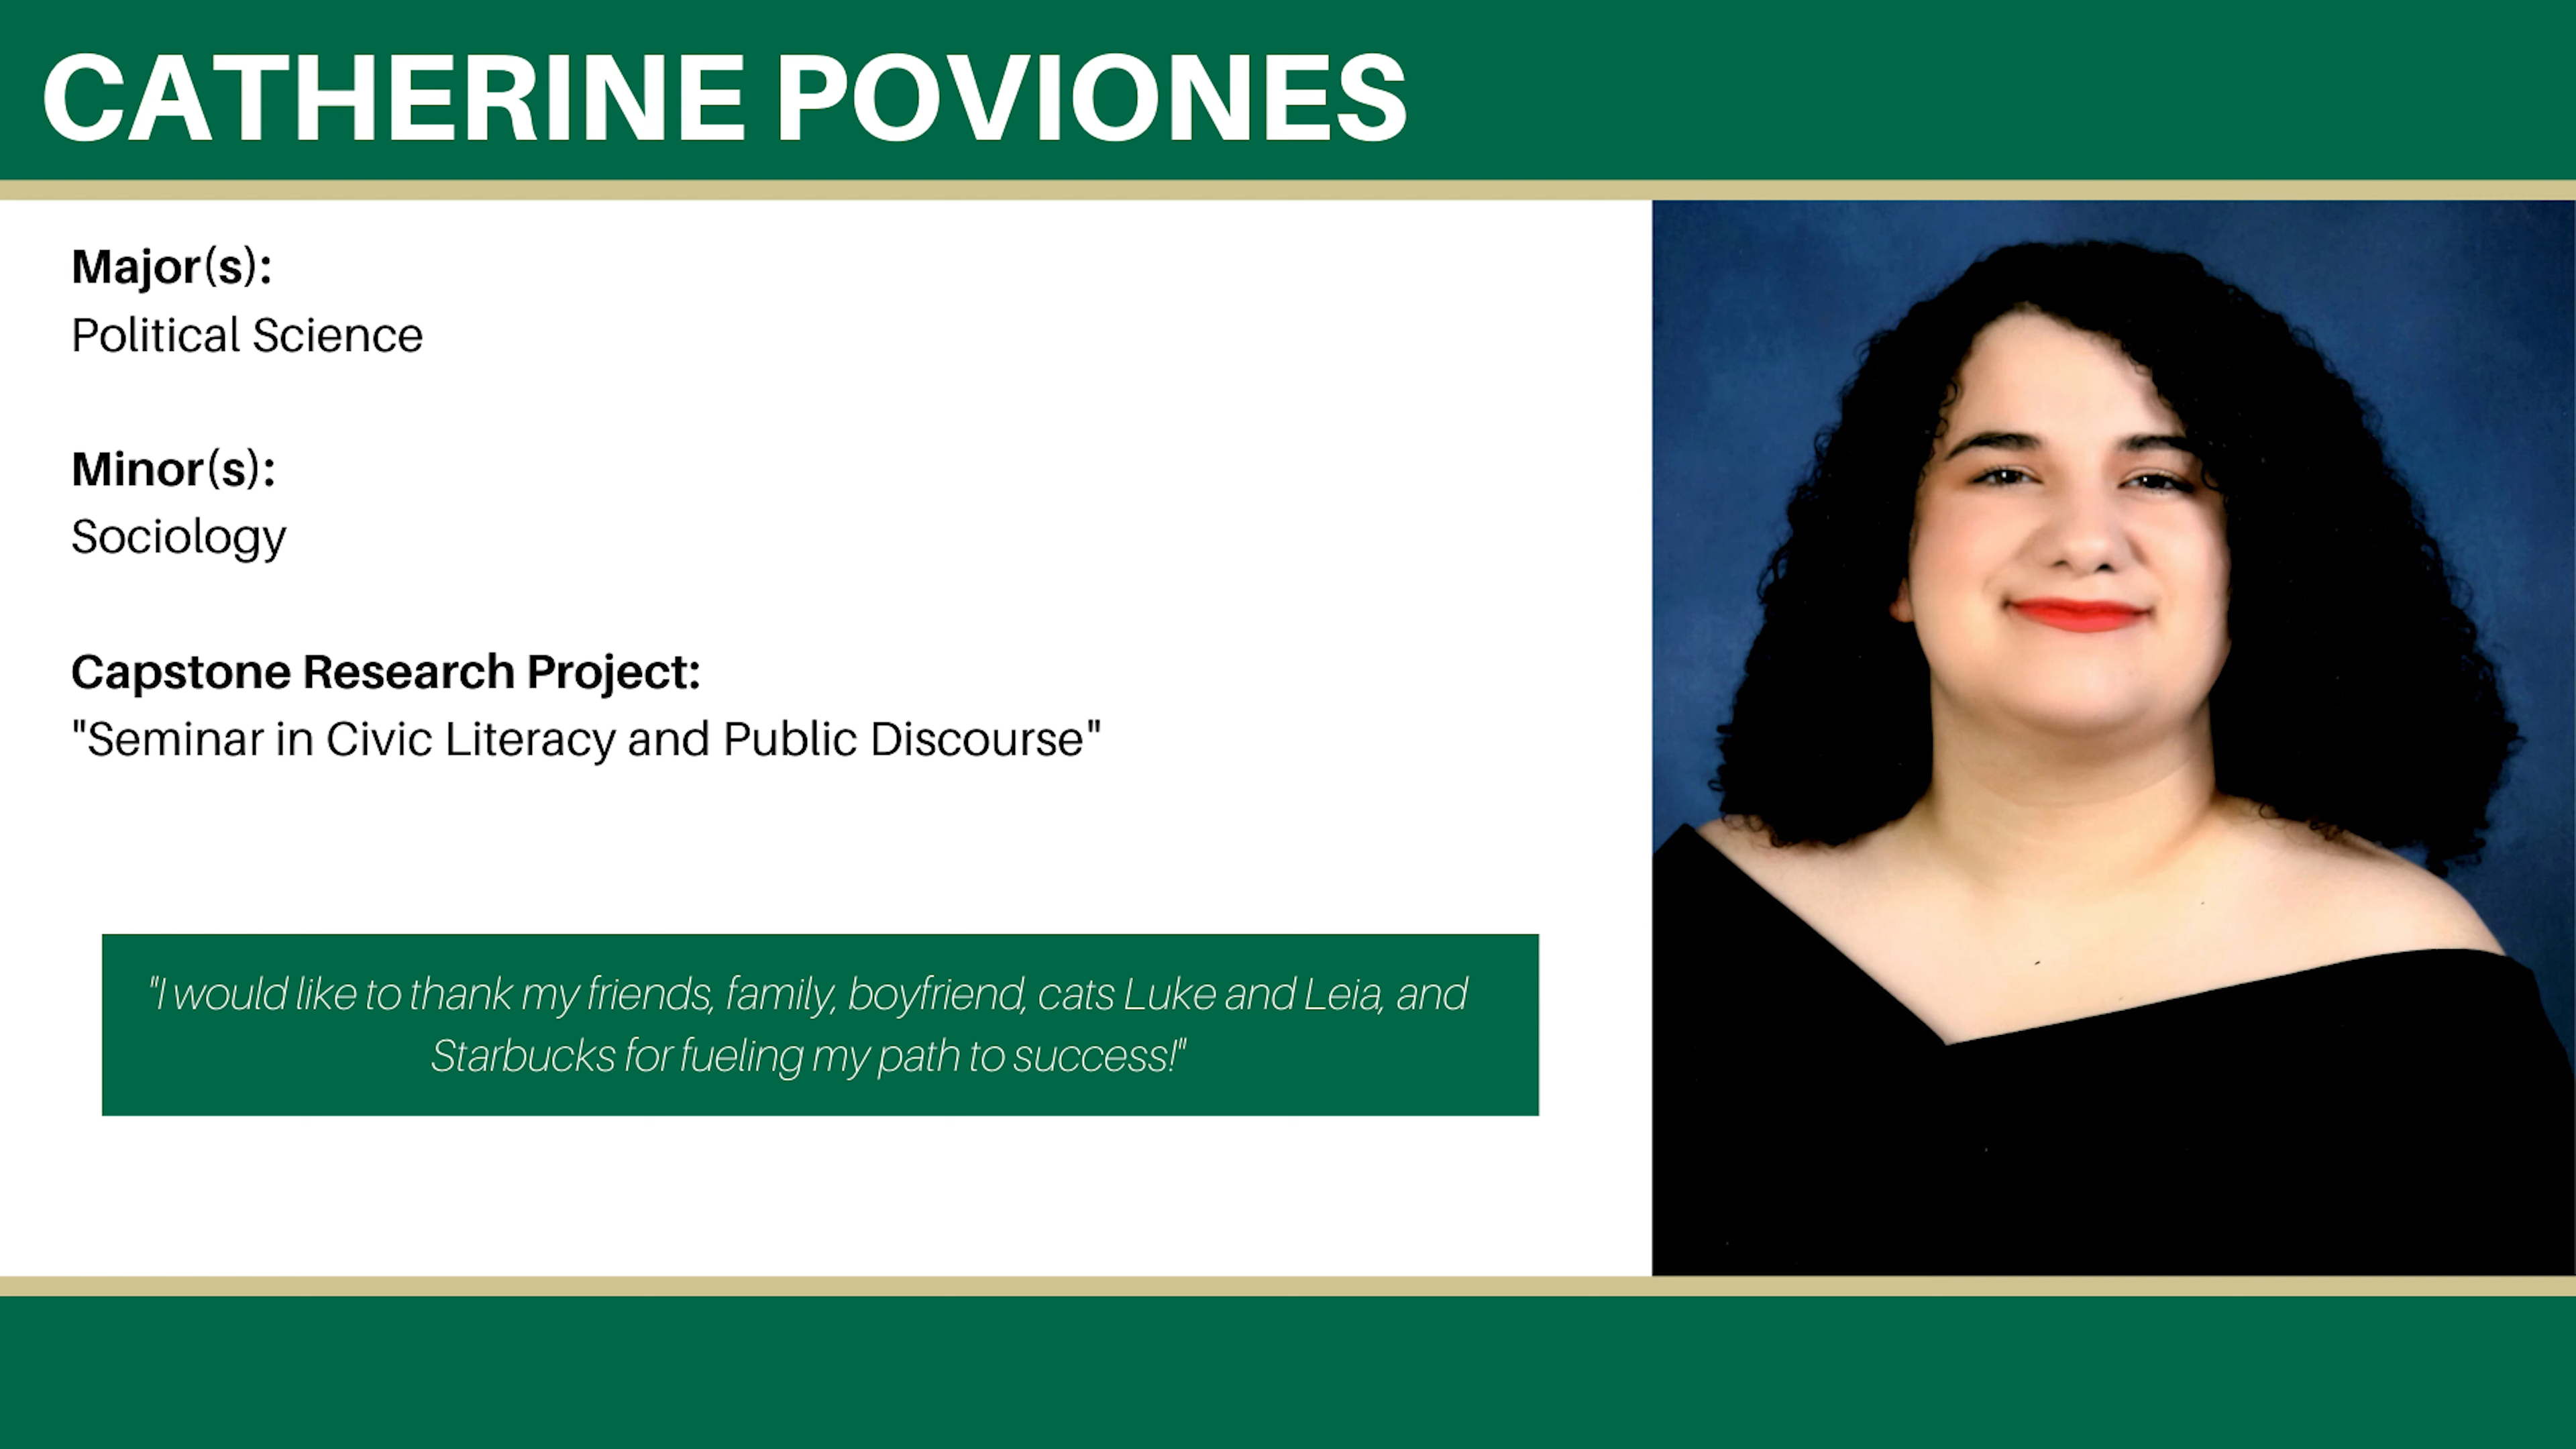 CATHERINE POVIONES
Major(s):
Political Science
Minor(s):
Sociology
Capstone Research Project:
"Seminar in Civic Literacy and Public Discourse"
"I would like to thank my friends, family, boyfriend, cats Luke and Leia, and
Starbucks for fueling my path to success!"